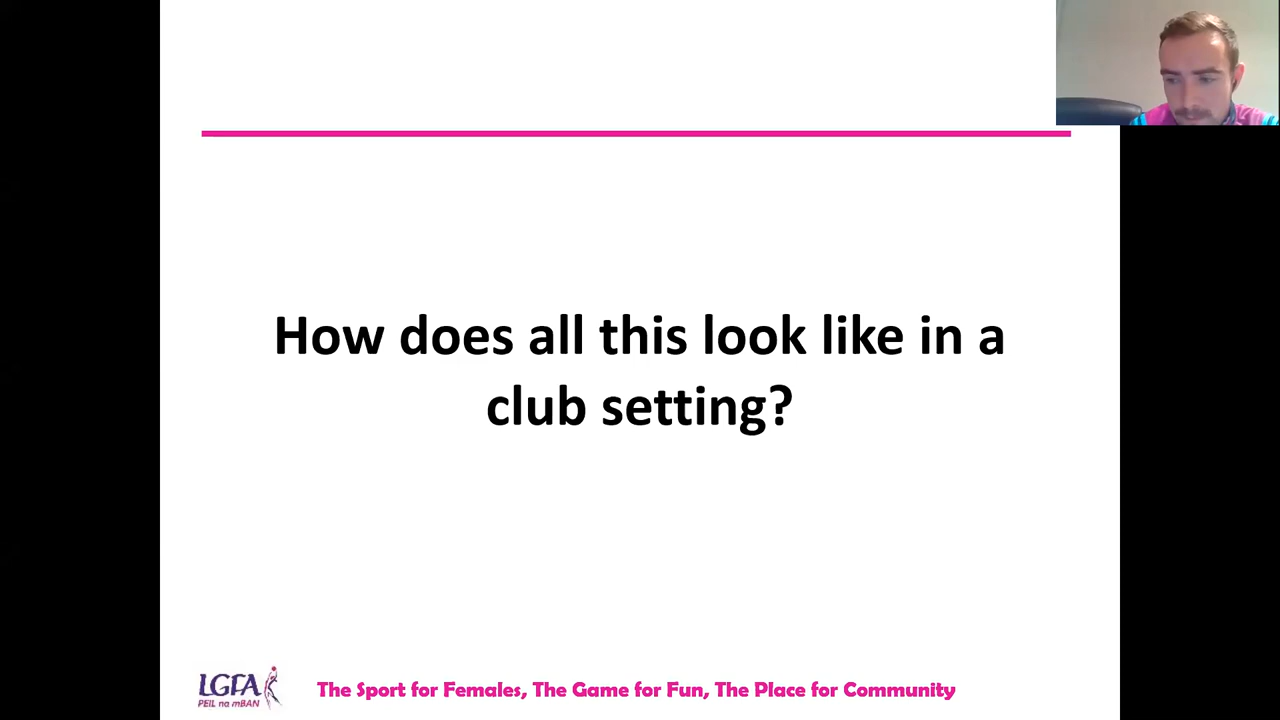 How does all this look like in a
club setting?
LGFA
PEIL na mBAN
The Sport for Females, The Game for Fun, The Place for Community